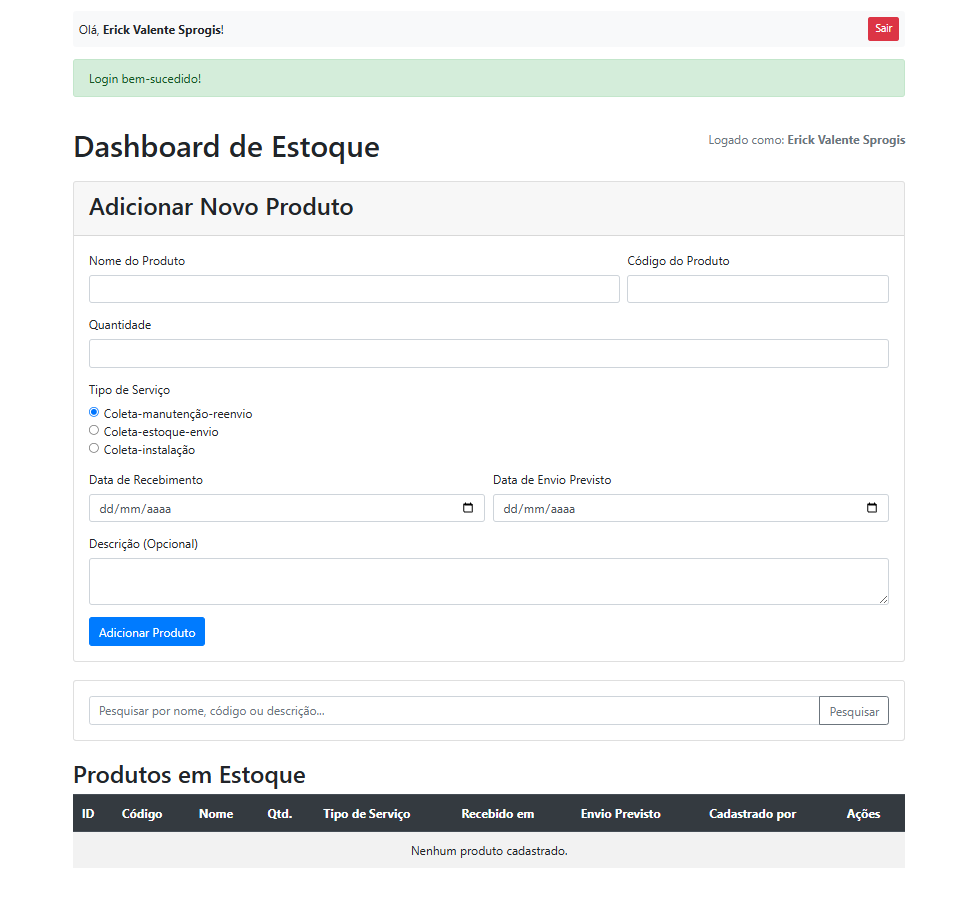 Olá, Erick Valente Sprogis!
Sair
Login bem-sucedido!
Dashboard de Estoque
Logado como: Erick Valente Sprogis
Adicionar Novo Produto
Nome do Produto
Código do Produto
Quantidade
Tipo de Serviço
Coleta-manutenção-reenvio
Coleta-estoque-envio
Coleta-instalação
Data de Recebimento
Data de Envio Previsto
dd/mm/aaaa
dd/mm/aaaa
Descrição (Opcional)
Adicionar Produto
Pesquisar por nome, código ou descrição...
Pesquisar
Produtos em Estoque
ID Código Nome Qtd. Tipo de Serviço Recebido em Envio Previsto Cadastrado por Ações
Nenhum produto cadastrado.